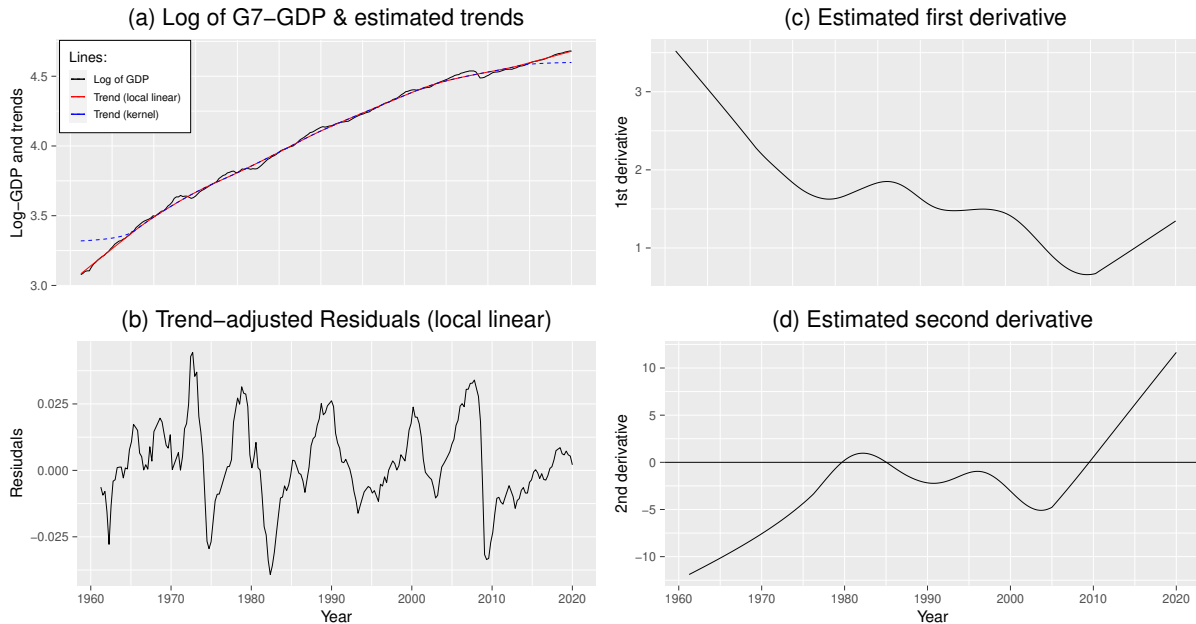 (a) Log of G7−GDP & estimated trends
Lines:
Log of GDP
Trend (local linear)
Trend (kernel)
Log−GDP and trends
4.5
4.0
3.5
3.0
(c) Estimated first derivative
1st derivative
3
2
1
(b) Trend−adjusted Residuals (local linear)
Resiudals
0.025
0.000
−0.025
1960 1970 1980 1990 2000 2010 2020
Year
(d) Estimated second derivative
2nd derivative
10
5
0
−5
−10
1960 1970 1980 1990 2000 2010 2020
Year